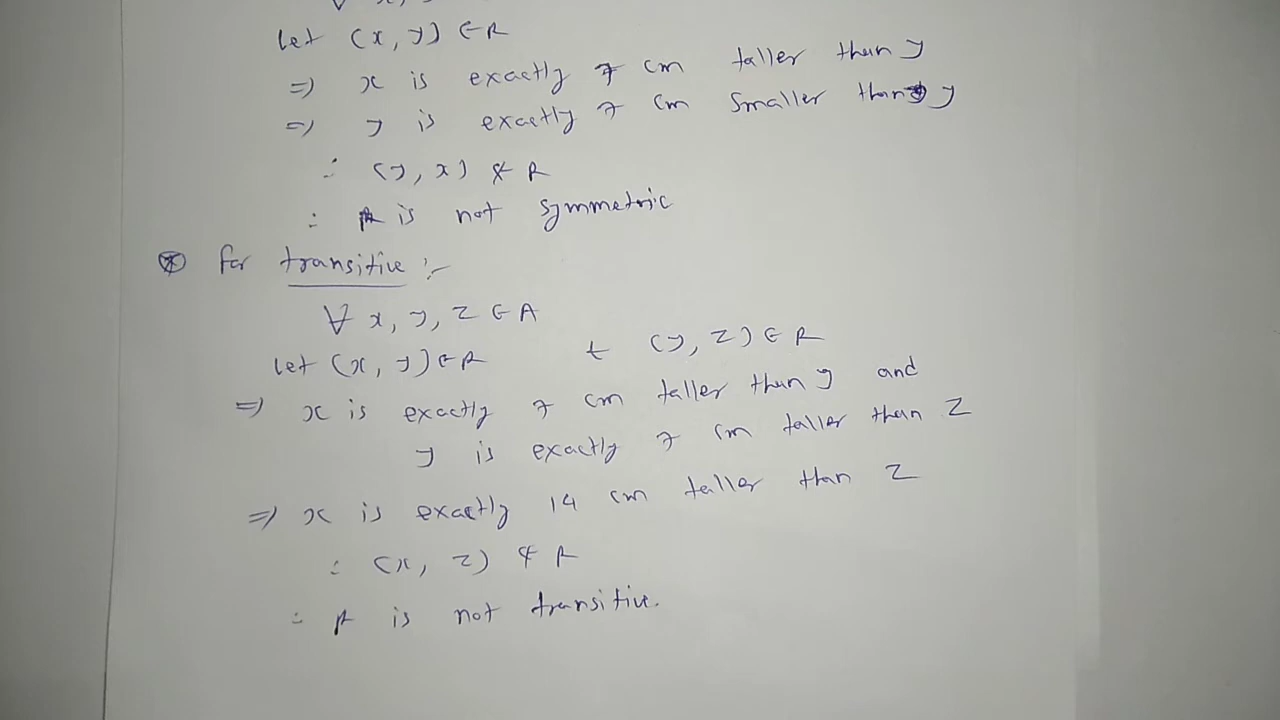 let (x, y) ∈ R
⇒ x is exactly 7 cm taller than y
⇒ y is exactly 7 cm smaller than y
∴ (y, x) ∉ R
∴ R is not symmetric
* for transitive :-
∀ x, y, z ∈ A
let (x, y) ∈ R & (y, z) ∈ R
⇒ x is exactly 7 cm taller than y and
y is exactly 7 cm taller than z
⇒ x is exactly 14 cm taller than z
∴ (x, z) ∉ R
∴ R is not transitive.